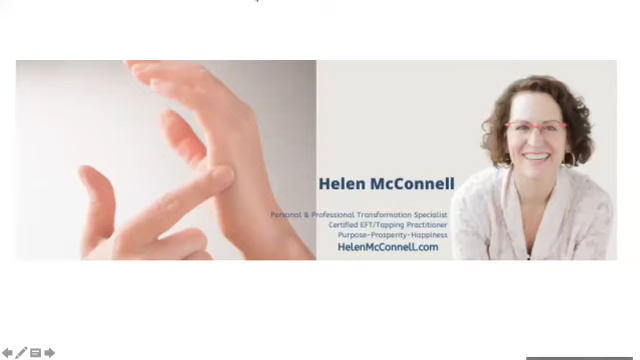 Helen McConnell
Personal & Professional Transformation Specialist
Certified EFT/Tapping Practitioner
Purpose-Prosperity-Happiness
HelenMcConnell.com